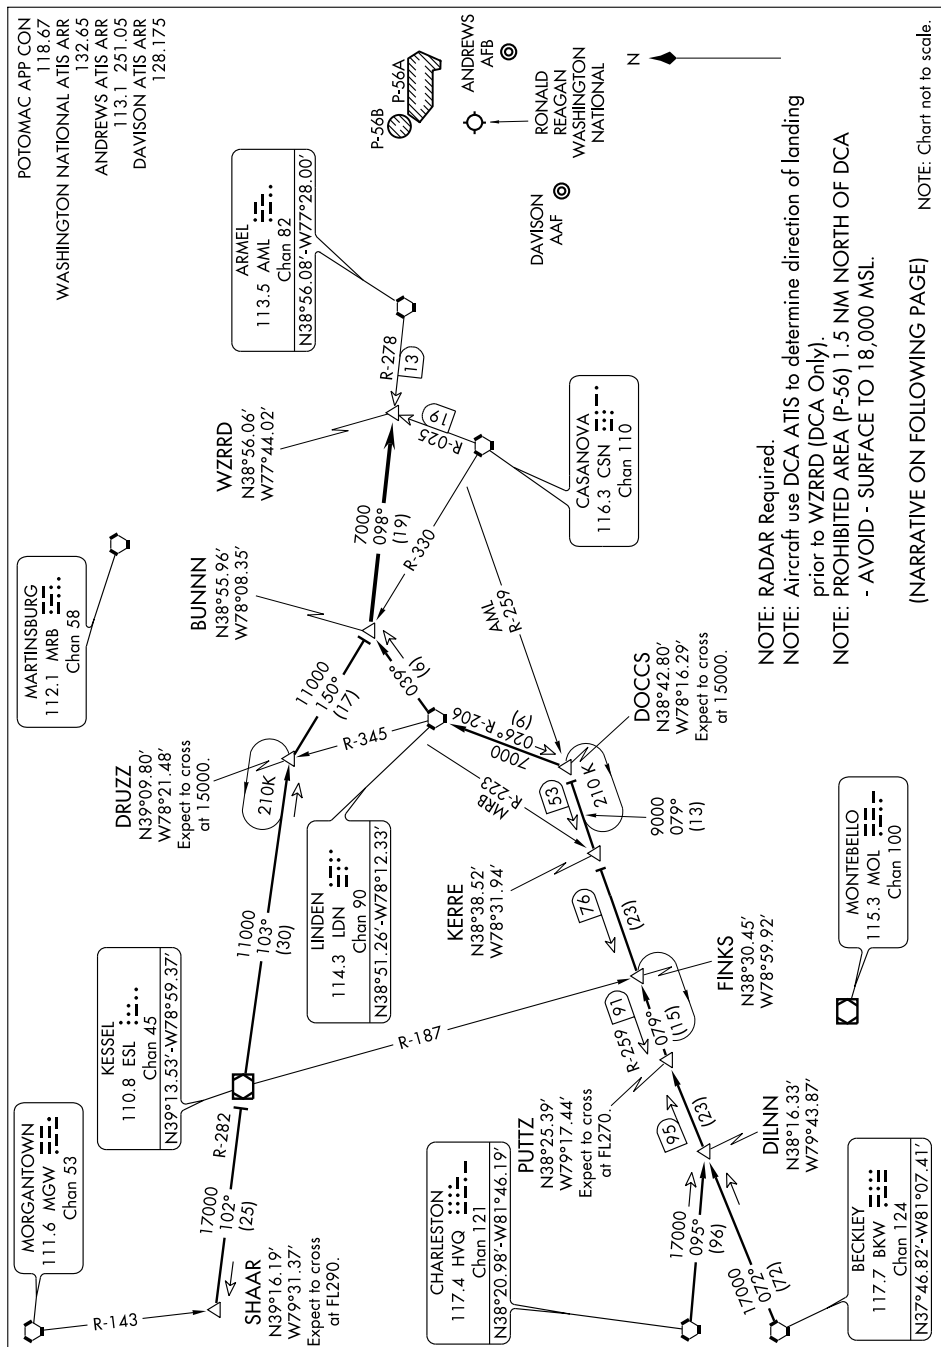 POTOMAC APP CON
118.67
WASHINGTON NATIONAL ATIS ARR
132.65
ANDREWS ATIS ARR
113.1 251.05
DAVISON ATIS ARR
128.175
MORGANTOWN
111.6 MGW
Chan 53
R-143
SHAAR
N39°16.19'
W79°31.37'
Expect to cross
at FL290.
17000
102°
(25)
R-282
KESSEL
110.8 ESL
Chan 45
N39°13.53'-W78°59.37'
R-187
11000
103°
(30)
DRUZZ
N39°09.80'
W78°21.48'
Expect to cross
at 15000.
210K
R-345
11000
150°
(17)
MARTINSBURG
112.1 MRB
Chan 58
BUNNN
N38°55.96'
W78°08.35'
7000
098°
(19)
WZRRD
N38°56.06'
W77°44.02'
ARMEL
113.5 AML
Chan 82
N38°56.08'-W77°28.00'
R-278
13
R-025
19
R-330
CASANOVA
116.3 CSN
Chan 110
LINDEN
114.3 LDN
Chan 90
N38°51.26'-W78°12.33'
039°
(6)
AML
R-259
MRB
R-223
7000
026°
R-206
(9)
DOCCS
N38°42.80'
W78°16.29'
Expect to cross
at 15000.
53
210 K
9000
079°
(13)
KERRE
N38°38.52'
W78°31.94'
76
(23)
FINKS
N38°30.45'
W78°59.92'
R-259
91
079°
(15)
PUTTZ
N38°25.39'
W79°17.44'
Expect to cross
at FL270.
95
(23)
DILNN
N38°16.33'
W79°43.87'
CHARLESTON
117.4 HVQ
Chan 121
N38°20.98'-W81°46.19'
17000
095°
(96)
17000
072°
(72)
BECKLEY
117.7 BKW
Chan 124
N37°46.82'-W81°07.41'
MONTEBELLO
115.3 MOL
Chan 100
P-56B
P-56A
ANDREWS
AFB
RONALD
REAGAN
WASHINGTON
NATIONAL
DAVISON
AAF
N
NOTE: RADAR Required.
NOTE: Aircraft use DCA ATIS to determine direction of landing
prior to WZRRD (DCA Only).
NOTE: PROHIBITED AREA (P-56) 1.5 NM NORTH OF DCA
- AVOID - SURFACE TO 18,000 MSL.
(NARRATIVE ON FOLLOWING PAGE)
NOTE: Chart not to scale.